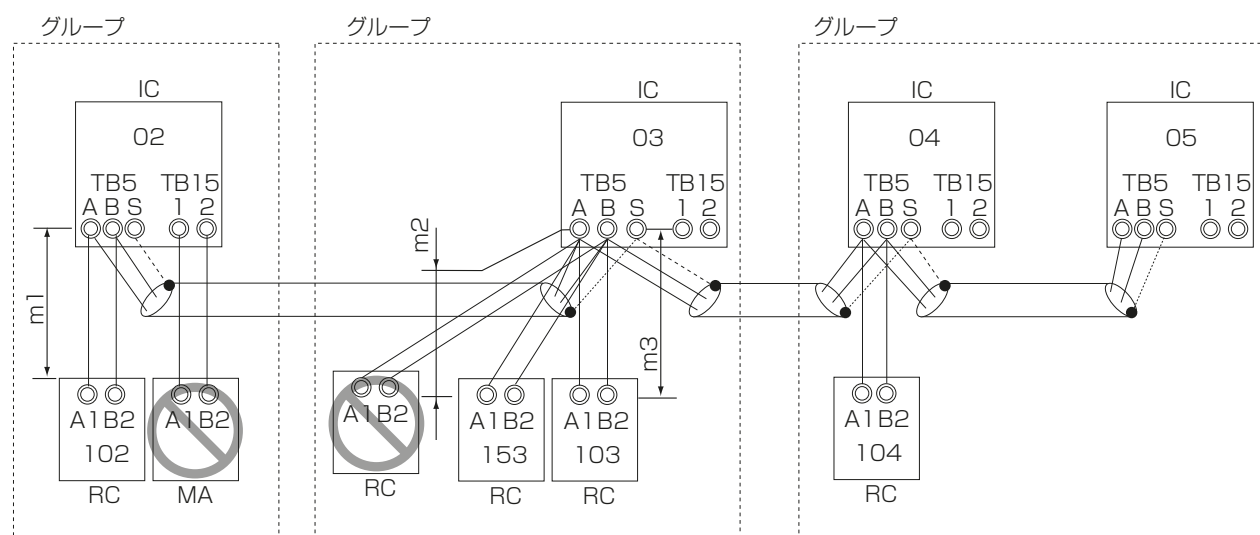 グループ
グループ
グループ
IC
IC
IC
IC
02
03
04
05
TB5 TB15
A B S 1 2
TB5 TB15
A B S 1 2
TB5 TB15
A B S 1 2
TB5 TB15
A B S 1 2
m1
m2
m3
A1B2
102
RC
A1B2
MA
A1B2
RC
A1B2
153
RC
A1B2
103
RC
A1B2
104
RC